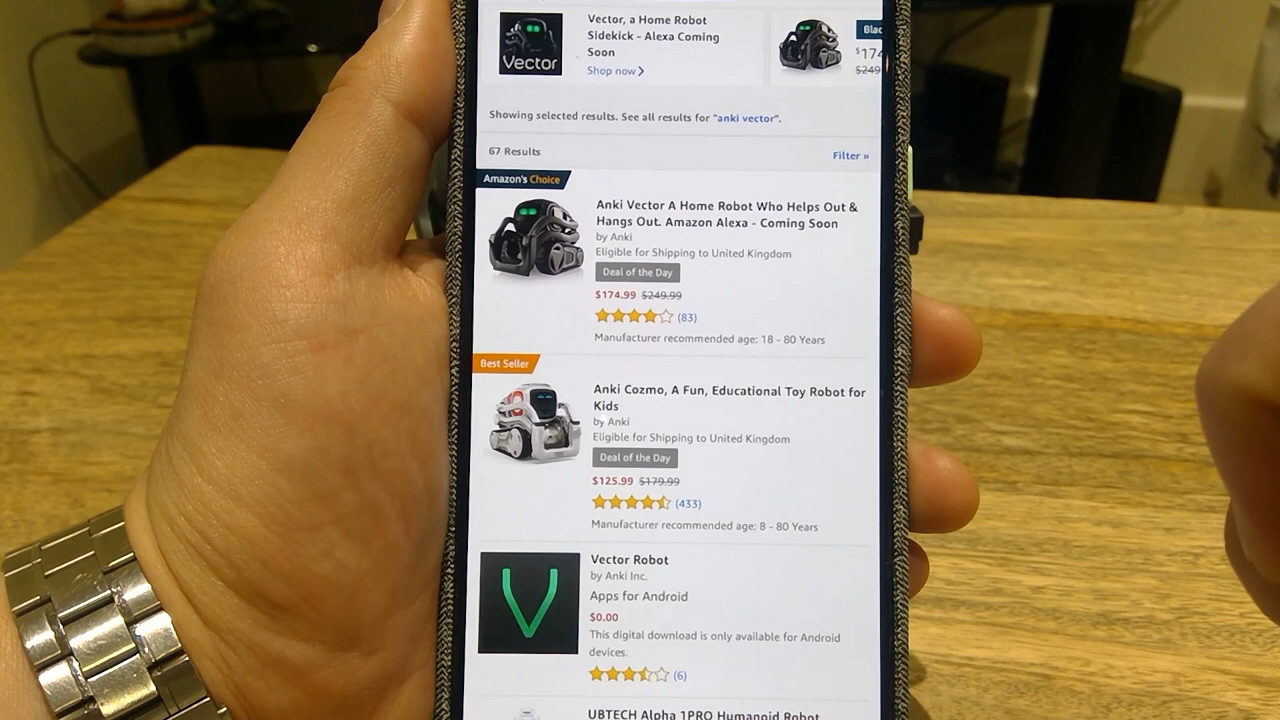 Vector
Vector, a Home Robot
Sidekick - Alexa Coming
Soon
Shop now
Blac
$174
$249
Showing selected results. See all results for "anki vector".
67 Results
Filter »
Amazon's Choice
Anki Vector A Home Robot Who Helps Out &
Hangs Out. Amazon Alexa - Coming Soon
by Anki
Eligible for Shipping to United Kingdom
Deal of the Day
$174.99 $249.99
(83)
Manufacturer recommended age: 18 - 80 Years
Best Seller
Anki Cozmo, A Fun, Educational Toy Robot for
Kids
by Anki
Eligible for Shipping to United Kingdom
Deal of the Day
$125.99 $179.99
(433)
Manufacturer recommended age: 8 - 80 Years
V
Vector Robot
by Anki Inc.
Apps for Android
$0.00
This digital download is only available for Android
devices.
(6)
UBTECH Alpha 1PRO Humanoid Robot